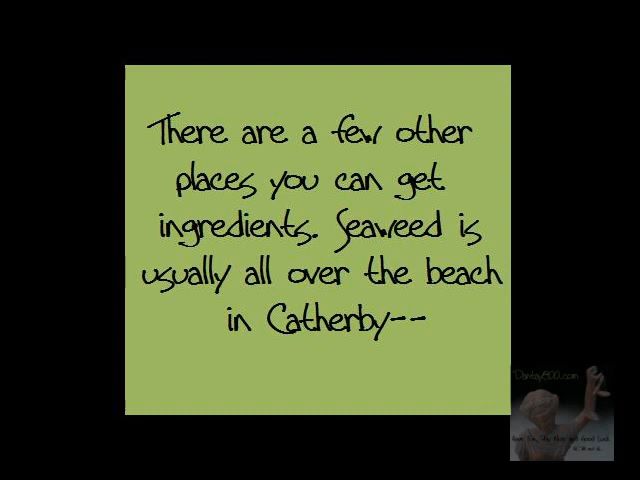 There are a few other
places you can get
ingredients. Seaweed is
usually all over the beach
in Catherby--